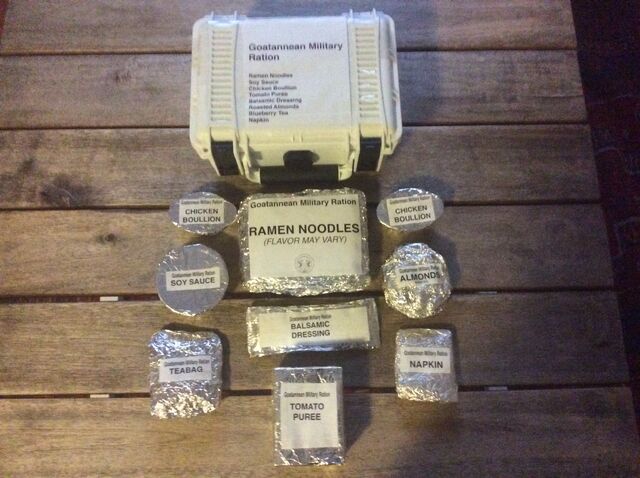 Goatannean Military
Ration
Ramen Noodles
Soy Sauce
Chicken Boullion
Tomato Puree
Balsamic Dressing
Roasted Almonds
Blueberry Tea
Napkin
Goatannean Military Ration
CHICKEN
BOULLION
Goatannean Military Ration
RAMEN NOODLES
(FLAVOR MAY VARY)
Goatannean Military Ration
CHICKEN
BOULLION
Goatannean Military Ration
SOY SAUCE
Goatannean Military Ration
ALMONDS
Goatannean Military Ration
BALSAMIC
DRESSING
Goatannean Military Ration
TEABAG
Goatannean Military Ration
NAPKIN
Goatannean Military Ration
TOMATO
PUREE